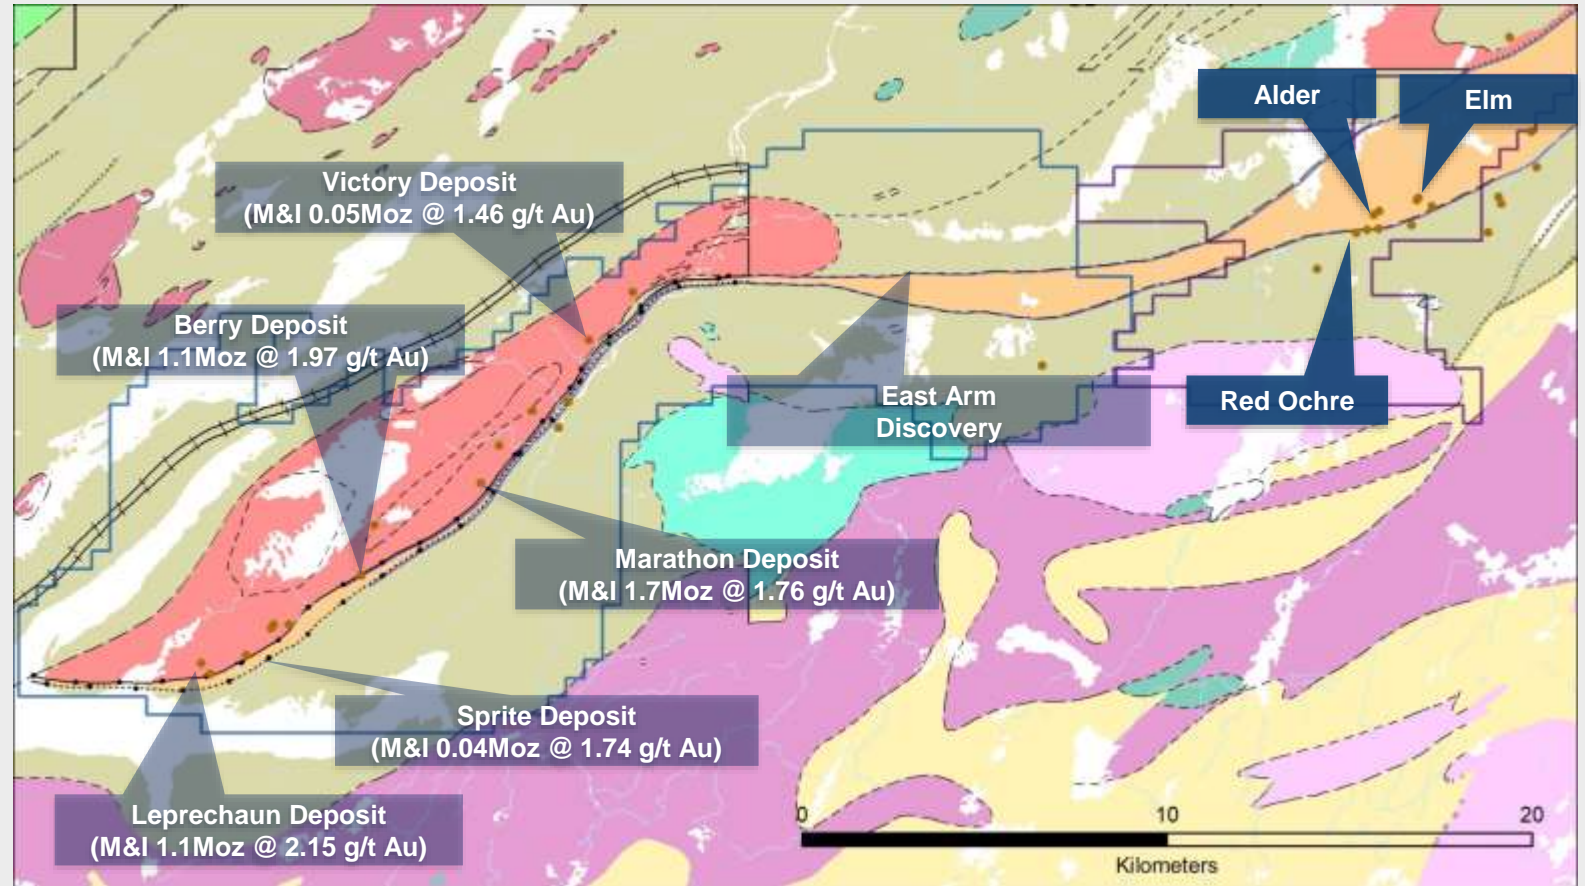 Alder
Elm
Victory Deposit
(M&I 0.05Moz @ 1.46 g/t Au)
Berry Deposit
(M&I 1.1Moz @ 1.97 g/t Au)
East Arm
Discovery
Red Ochre
Marathon Deposit
(M&I 1.7Moz @ 1.76 g/t Au)
Sprite Deposit
(M&I 0.04Moz @ 1.74 g/t Au)
Leprechaun Deposit
(M&I 1.1Moz @ 2.15 g/t Au)
0 10 20
Kilometers